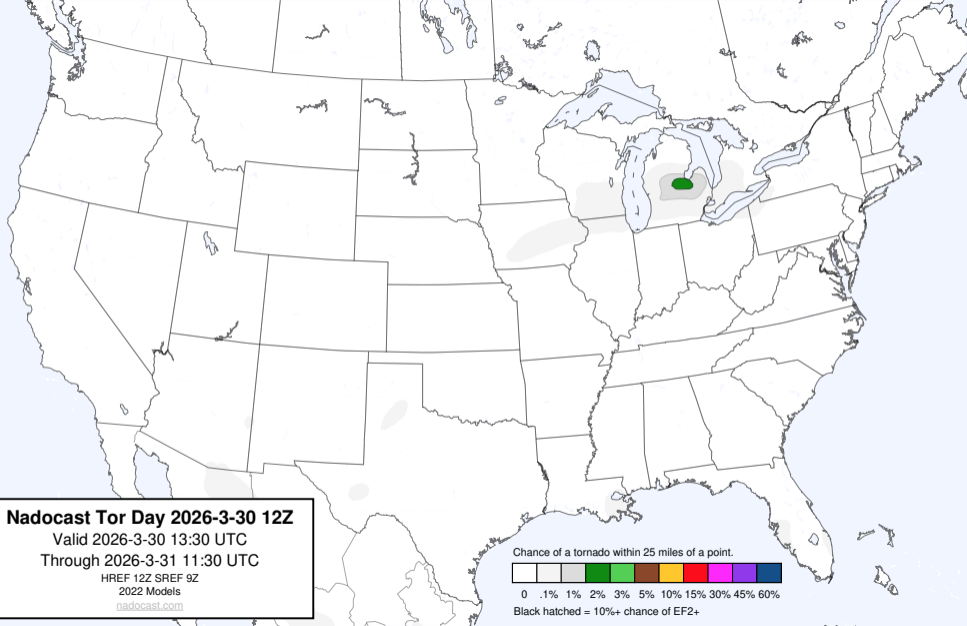 Nadocast Tor Day 2026-3-30 12Z
Valid 2026-3-30 13:30 UTC
Through 2026-3-31 11:30 UTC
HREF 12Z SREF 9Z
2022 Models
nadocast.com
Chance of a tornado within 25 miles of a point.
0 .1% 1% 2% 3% 5% 10% 15% 30% 45% 60%
Black hatched = 10%+ chance of EF2+